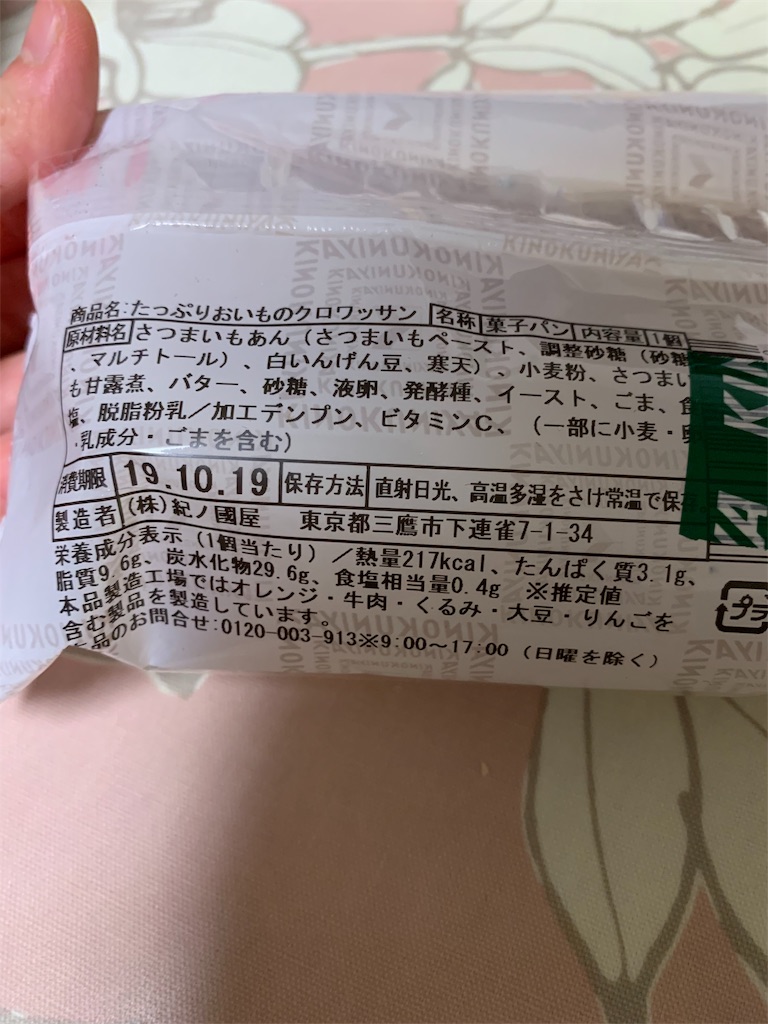 KINOKUNIYA
商品名:たっぷりおいものクロワッサン 名称 菓子パン 内容量 1個
原材料名 さつまいもあん(さつまいもペースト、調整砂糖(砂糖
、マルチトール)、白いんげん豆、寒天)、小麦粉、さつまい
も甘露煮、バター、砂糖、液卵、発酵種、イースト、ごま、食
塩、脱脂粉乳/加工デンプン、ビタミンC、(一部に小麦・卵
・乳成分・ごまを含む)
消費期限 19.10.19 保存方法 直射日光、高温多湿をさけ常温で保存
製造者 (株)紀ノ國屋 東京都三鷹市下連雀7-1-34
栄養成分表示(1個当たり)/熱量217kcal、たんぱく質3.1g、
脂質9.6g、炭水化物29.6g、食塩相当量0.4g ※推定値
本品製造工場ではオレンジ・牛肉・くるみ・大豆・りんごを
含む製品を製造しています。
品のお問合せ:0120-003-913※9:00～17:00(日曜を除く)
プラ